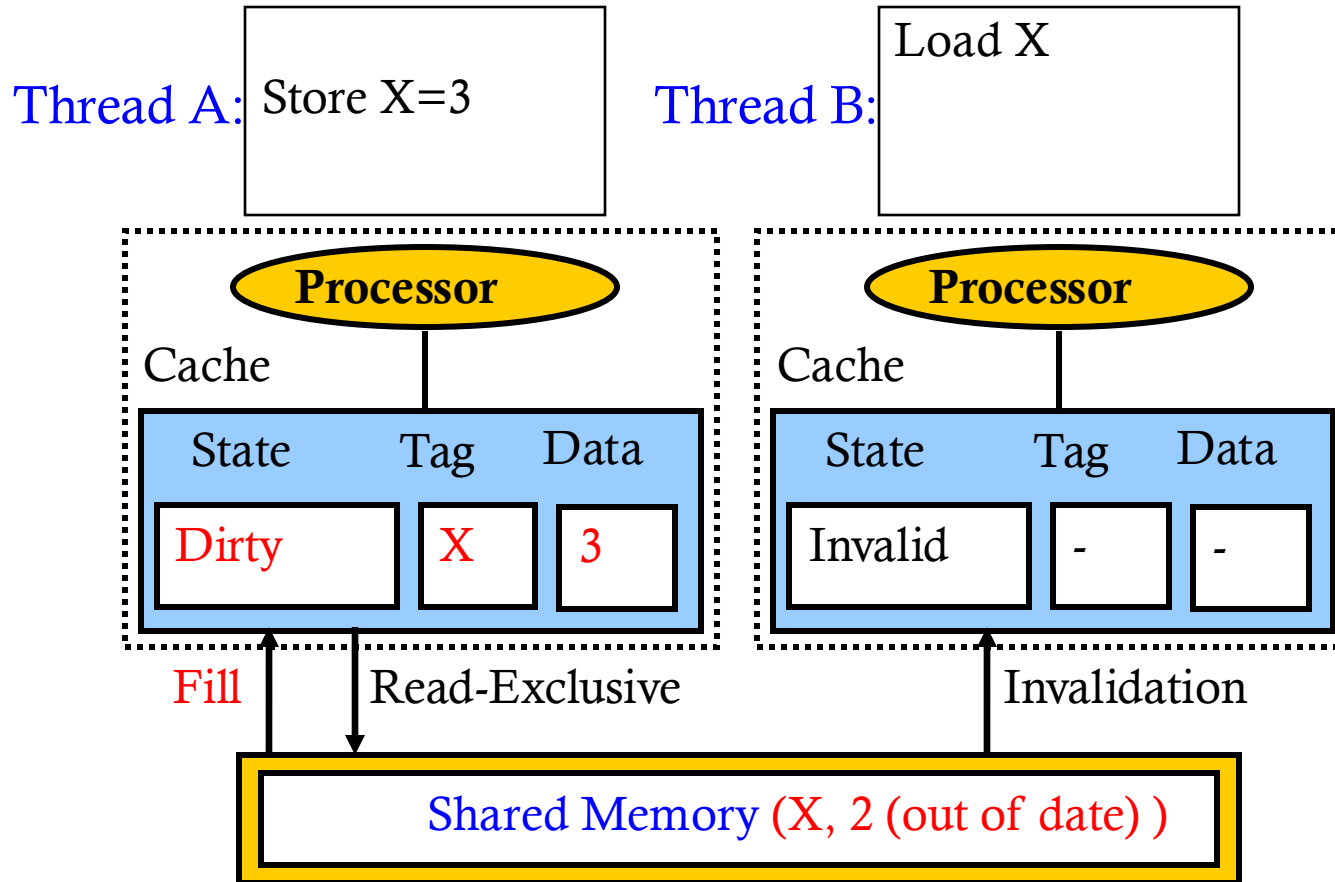 Thread A:
Store X=3
Thread B:
Load X
Processor
Cache
State Tag Data
Dirty X 3
Processor
Cache
State Tag Data
Invalid - -
Fill
Read-Exclusive
Invalidation
Shared Memory (X, 2 (out of date) )